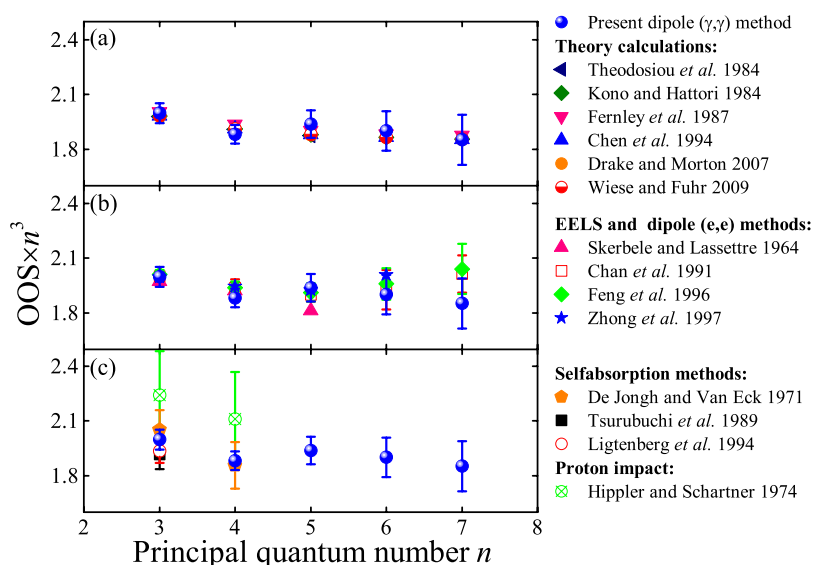 (a)
2.4
2.1
1.8
(b)
2.4
2.1
1.8
(c)
2.4
2.1
1.8
2 3 4 5 6 7 8
OOS×n³
Principal quantum number n
Present dipole (γ,γ) method
Theory calculations:
Theodosiou et al. 1984
Kono and Hattori 1984
Fernley et al. 1987
Chen et al. 1994
Drake and Morton 2007
Wiese and Fuhr 2009
EELS and dipole (e,e) methods:
Skerbele and Lassettre 1964
Chan et al. 1991
Feng et al. 1996
Zhong et al. 1997
Selfabsorption methods:
De Jongh and Van Eck 1971
Tsurubuchi et al. 1989
Ligtenberg et al. 1994
Proton impact:
Hippler and Schartner 1974